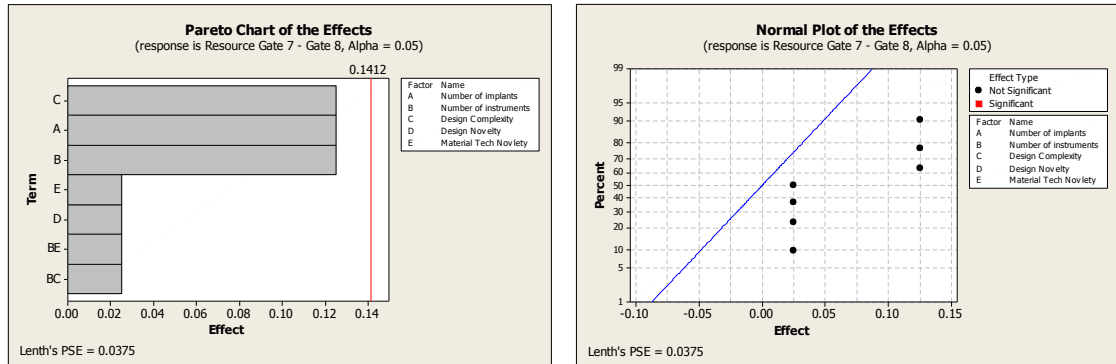 Pareto Chart of the Effects
(response is Resource Gate 7 - Gate 8, Alpha = 0.05)
0.1412
Term
C
A
B
E
D
BE
BC
0.00 0.02 0.04 0.06 0.08 0.10 0.12 0.14
Effect
Factor Name
A Number of implants
B Number of instruments
C Design Complexity
D Design Novelty
E Material Tech Novlety
Lenth's PSE = 0.0375
Normal Plot of the Effects
(response is Resource Gate 7 - Gate 8, Alpha = 0.05)
Percent
99
95
90
80
70
60
50
40
30
20
10
5
1
-0.10 -0.05 0.00 0.05 0.10 0.15
Effect
Effect Type
Not Significant
Significant
Factor Name
A Number of implants
B Number of instruments
C Design Complexity
D Design Novelty
E Material Tech Novlety
Lenth's PSE = 0.0375